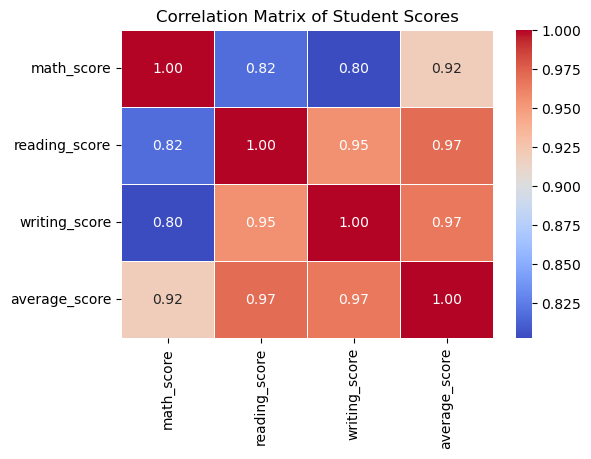 Correlation Matrix of Student Scores
math_score 1.00 0.82 0.80 0.92
reading_score 0.82 1.00 0.95 0.97
writing_score 0.80 0.95 1.00 0.97
average_score 0.92 0.97 0.97 1.00
math_score
reading_score
writing_score
average_score
1.000
0.975
0.950
0.925
0.900
0.875
0.850
0.825